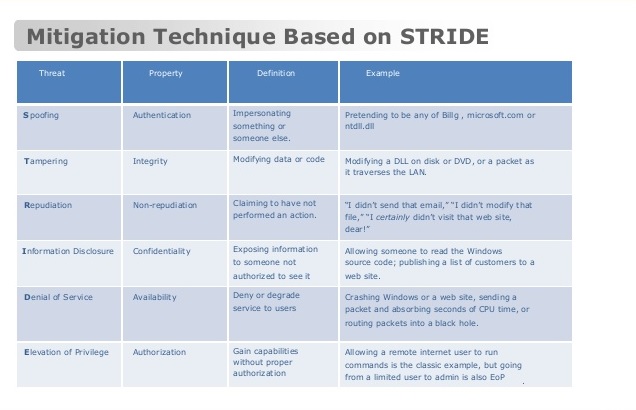 Mitigation Technique Based on STRIDE
Threat Property Definition Example
Spoofing Authentication Impersonating something or someone else. Pretending to be any of Billg , microsoft.com or ntdll.dll
Tampering Integrity Modifying data or code Modifying a DLL on disk or DVD, or a packet as it traverses the LAN.
Repudiation Non-repudiation Claiming to have not performed an action. “I didn’t send that email,” “I didn’t modify that file,” “I certainly didn’t visit that web site, dear!”
Information Disclosure Confidentiality Exposing information to someone not authorized to see it Allowing someone to read the Windows source code; publishing a list of customers to a web site.
Denial of Service Availability Deny or degrade service to users Crashing Windows or a web site, sending a packet and absorbing seconds of CPU time, or routing packets into a black hole.
Elevation of Privilege Authorization Gain capabilities without proper authorization Allowing a remote internet user to run commands is the classic example, but going from a limited user to admin is also EoP .